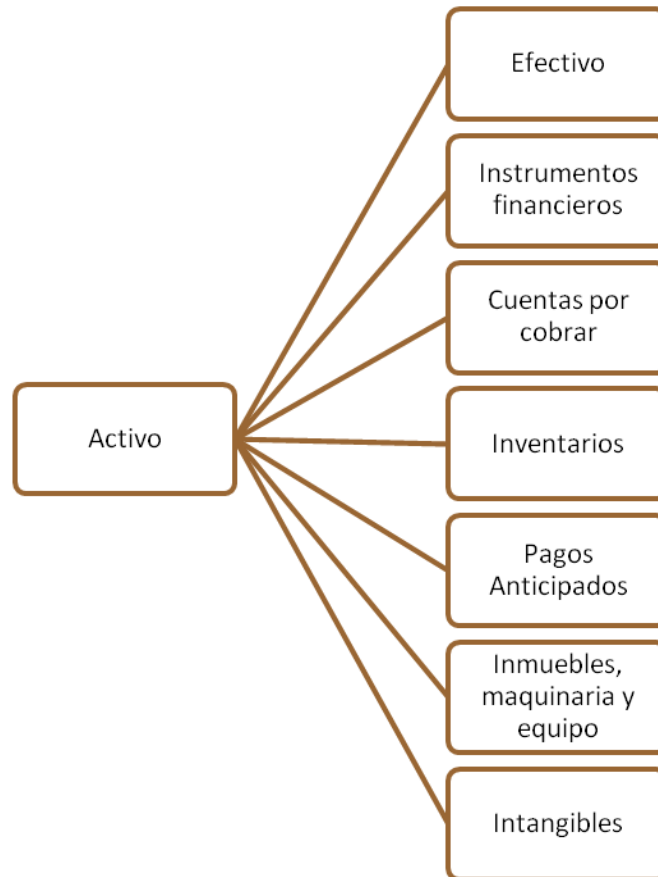 Activo
Efectivo
Instrumentos
financieros
Cuentas por
cobrar
Inventarios
Pagos
Anticipados
Inmuebles,
maquinaria y
equipo
Intangibles